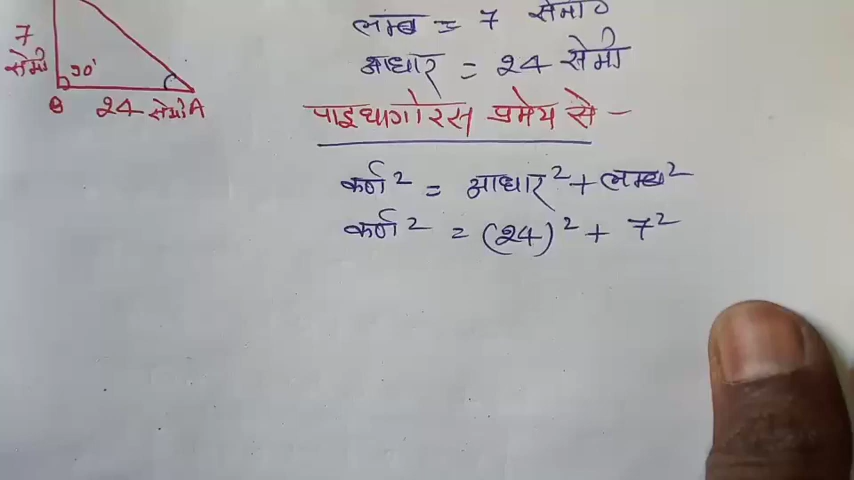 लम्ब = 7 सेमी
आधार = 24 सेमी
7
सेमी
90°
B 24 सेमी A
पाइथागोरस प्रमेय से -
कर्ण² = आधार² + लम्ब²
कर्ण² = (24)² + 7²